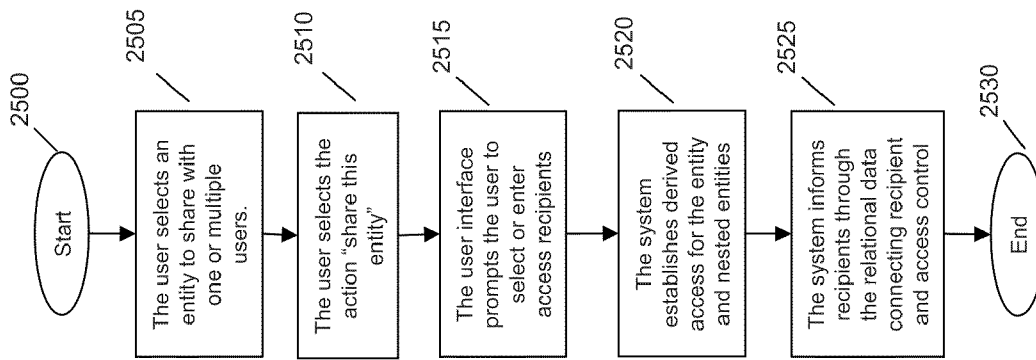 2500
Start
2505
The user selects an
entity to share with
one or multiple
users.
2510
The user selects the
action “share this
entity”
2515
The user interface
prompts the user to
select or enter
access recipients
2520
The system
establishes derived
access for the entity
and nested entities
2525
The system informs
recipients through
the relational data
connecting recipient
and access control
2530
End